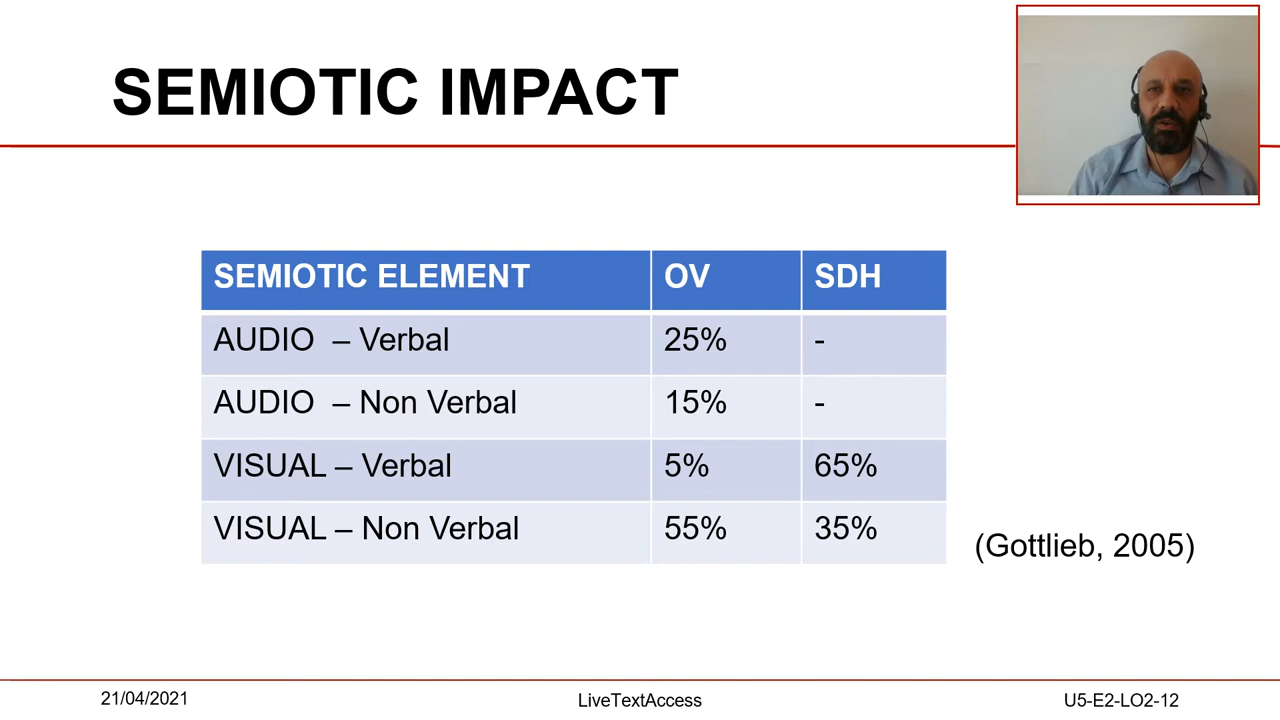 SEMIOTIC IMPACT
SEMIOTIC ELEMENT OV SDH
AUDIO – Verbal 25% -
AUDIO – Non Verbal 15% -
VISUAL – Verbal 5% 65%
VISUAL – Non Verbal 55% 35%
(Gottlieb, 2005)
21/04/2021 LiveTextAccess U5-E2-LO2-12